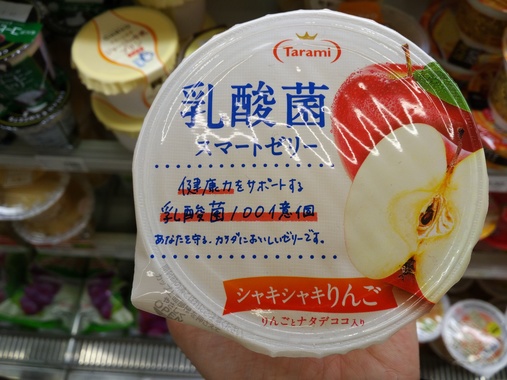 Tarami
乳酸菌
スマートゼリー
健康力をサポートする
乳酸菌100億個
あなたを守る、カラダにおいしいゼリーです。
シャキシャキりんご
りんごとナタデココ入り